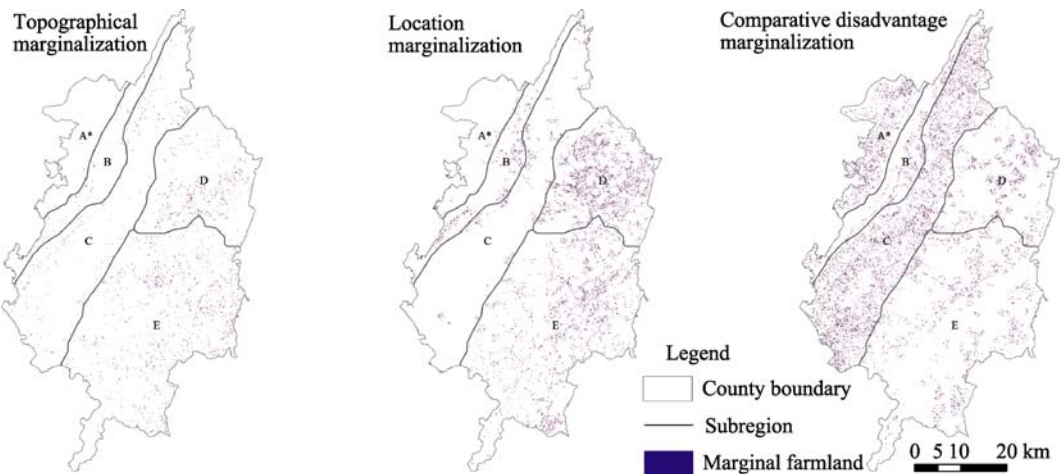 Topographical
marginalization
A*
B
C
D
E
Location
marginalization
A*
B
C
D
E
Comparative disadvantage
marginalization
A*
B
C
D
E
Legend
County boundary
Subregion
Marginal farmland
0 5 10 20 km